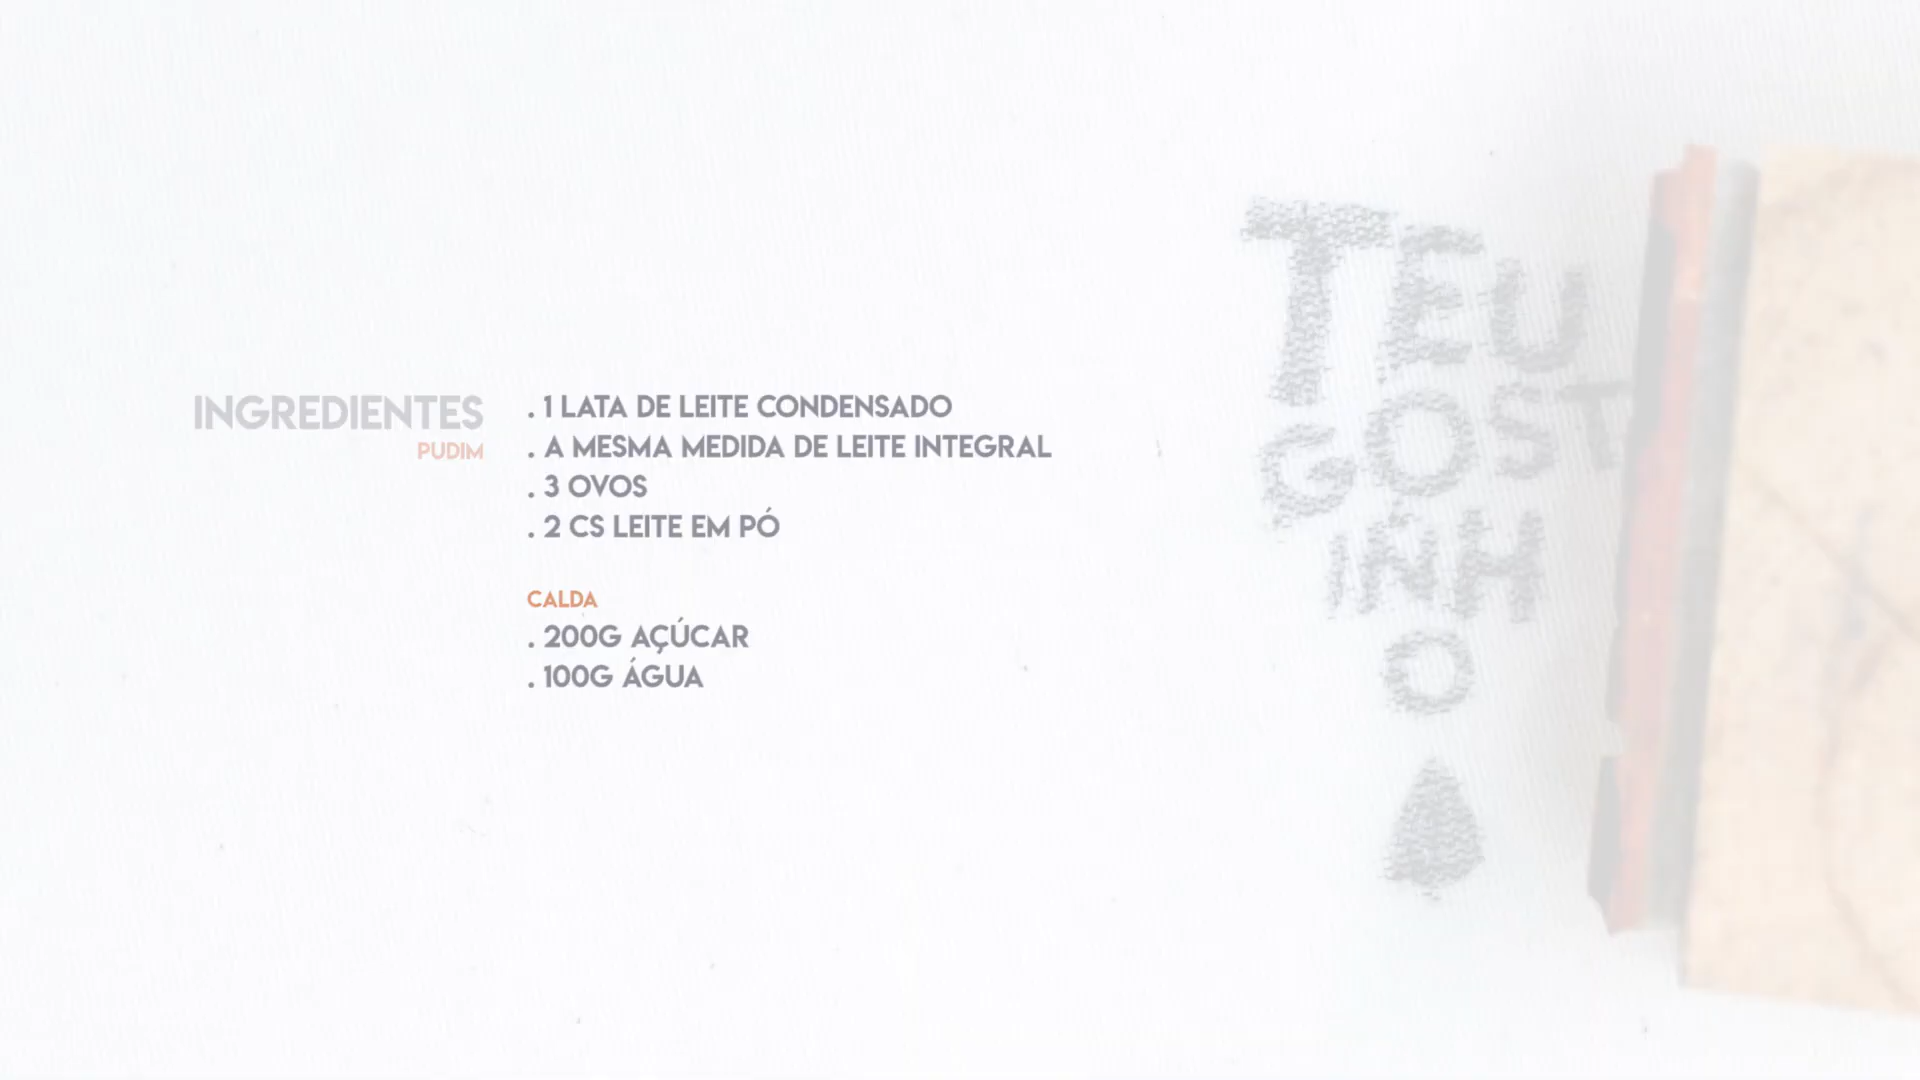 INGREDIENTES
PUDIM
. 1 LATA DE LEITE CONDENSADO
. A MESMA MEDIDA DE LEITE INTEGRAL
. 3 OVOS
. 2 CS LEITE EM PÓ
CALDA
. 200G AÇÚCAR
. 100G ÁGUA
TEU
GOST
INH
O